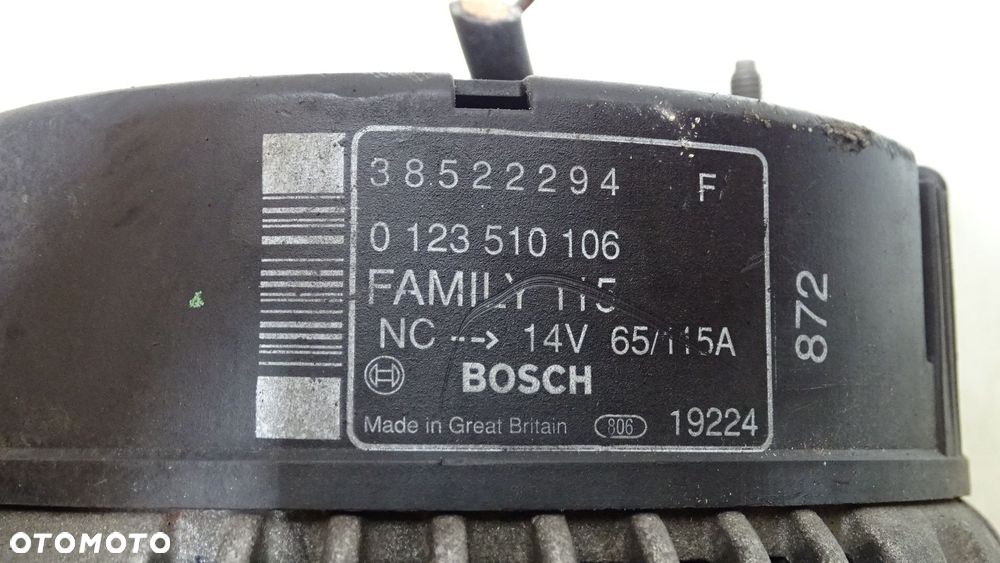 38522294 F
0 123 510 106
FAMILY 115
NC --> 14V 65/115A
BOSCH
Made in Great Britain 806 19224
872
OTOMOTO